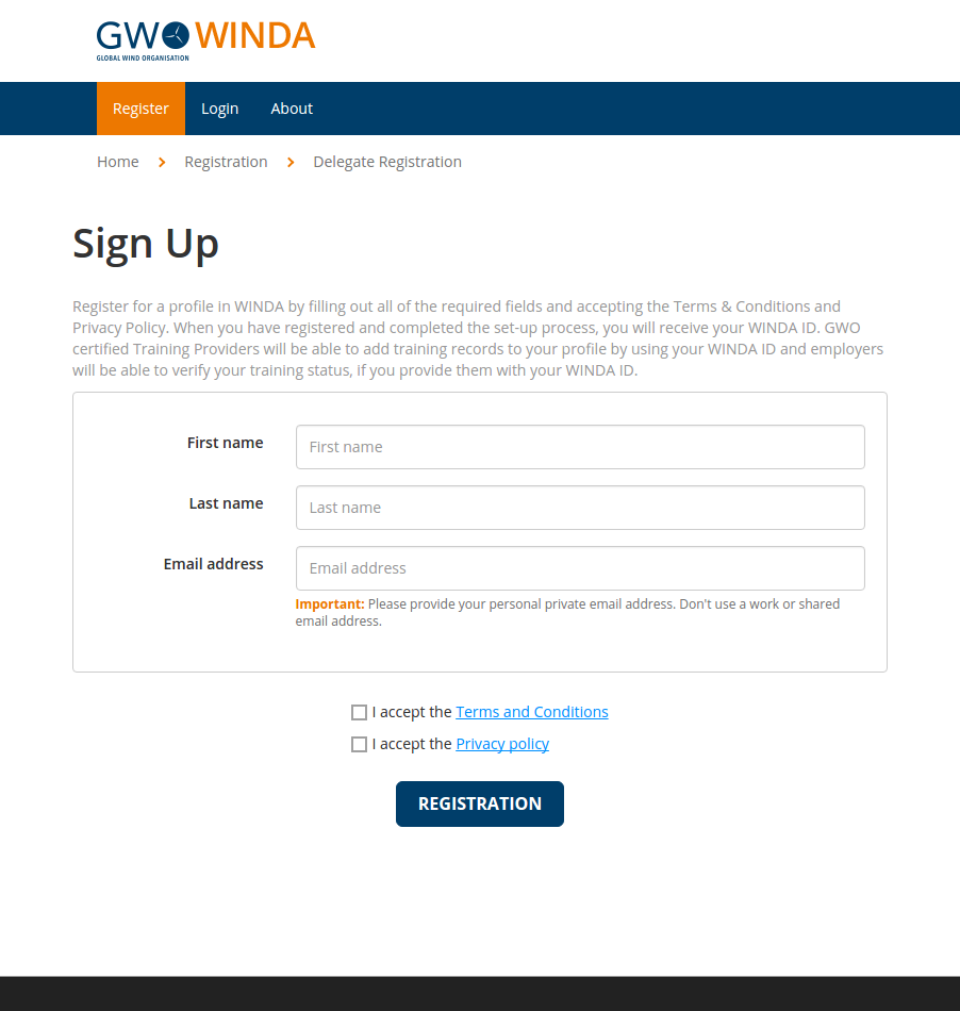 GWO WINDA
GLOBAL WIND ORGANISATION
Register Login About
Home Registration Delegate Registration
Sign Up
Register for a profile in WINDA by filling out all of the required fields and accepting the Terms & Conditions and
Privacy Policy. When you have registered and completed the set-up process, you will receive your WINDA ID. GWO
certified Training Providers will be able to add training records to your profile by using your WINDA ID and employers
will be able to verify your training status, if you provide them with your WINDA ID.
First name First name
Last name Last name
Email address Email address
Important: Please provide your personal private email address. Don't use a work or shared
email address.
I accept the Terms and Conditions
I accept the Privacy policy
REGISTRATION